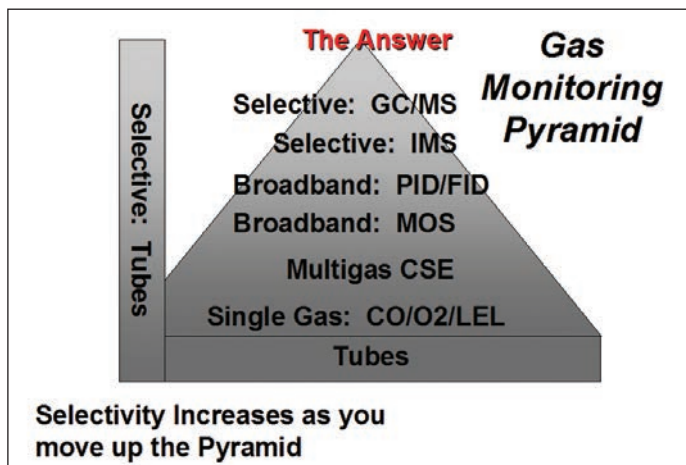 The Answer
Gas
Monitoring
Pyramid
Selective: GC/MS
Selective: IMS
Broadband: PID/FID
Broadband: MOS
Multigas CSE
Single Gas: CO/O2/LEL
Tubes
Selective: Tubes
Selectivity Increases as you
move up the Pyramid